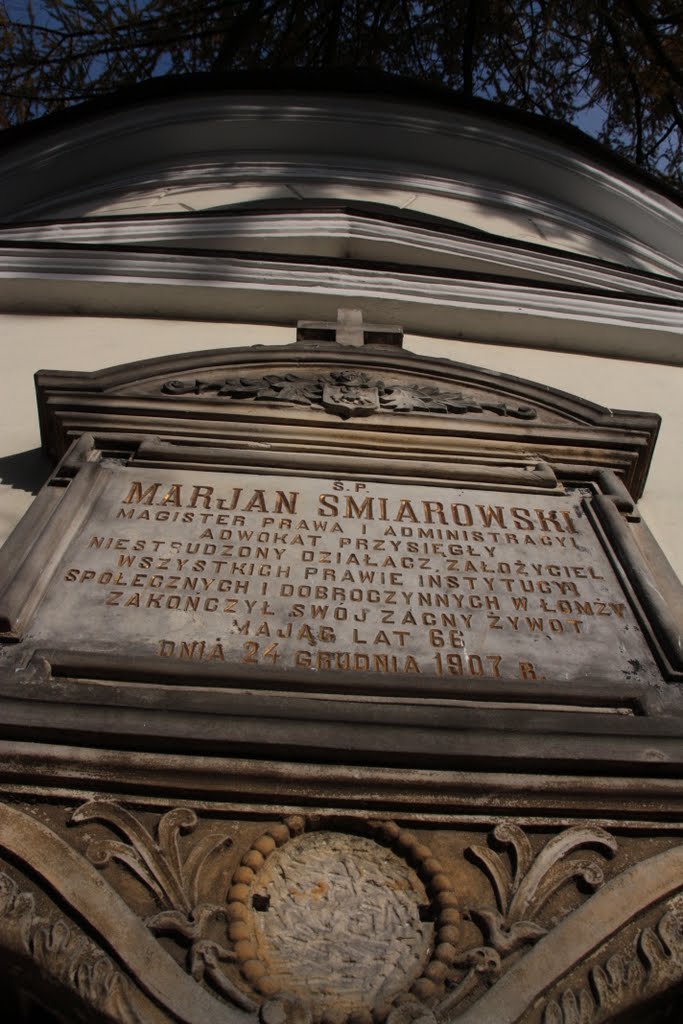 Ś.P.
MARJAN ŚMIAROWSKI
MAGISTER PRAWA I ADMINISTRACYI,
ADWOKAT PRZYSIĘGŁY
NIESTRUDZONY DZIAŁACZ, ZAŁOŻYCIEL
WSZYSTKICH PRAWIE INSTYTUCYJ
SPOŁECZNYCH I DOBROCZYNNYCH W ŁOMŻY
ZAKOŃCZYŁ SWÓJ ZACNY ŻYWOT
MAJĄC LAT 66
DNIA 24 GRUDNIA 1907 R.